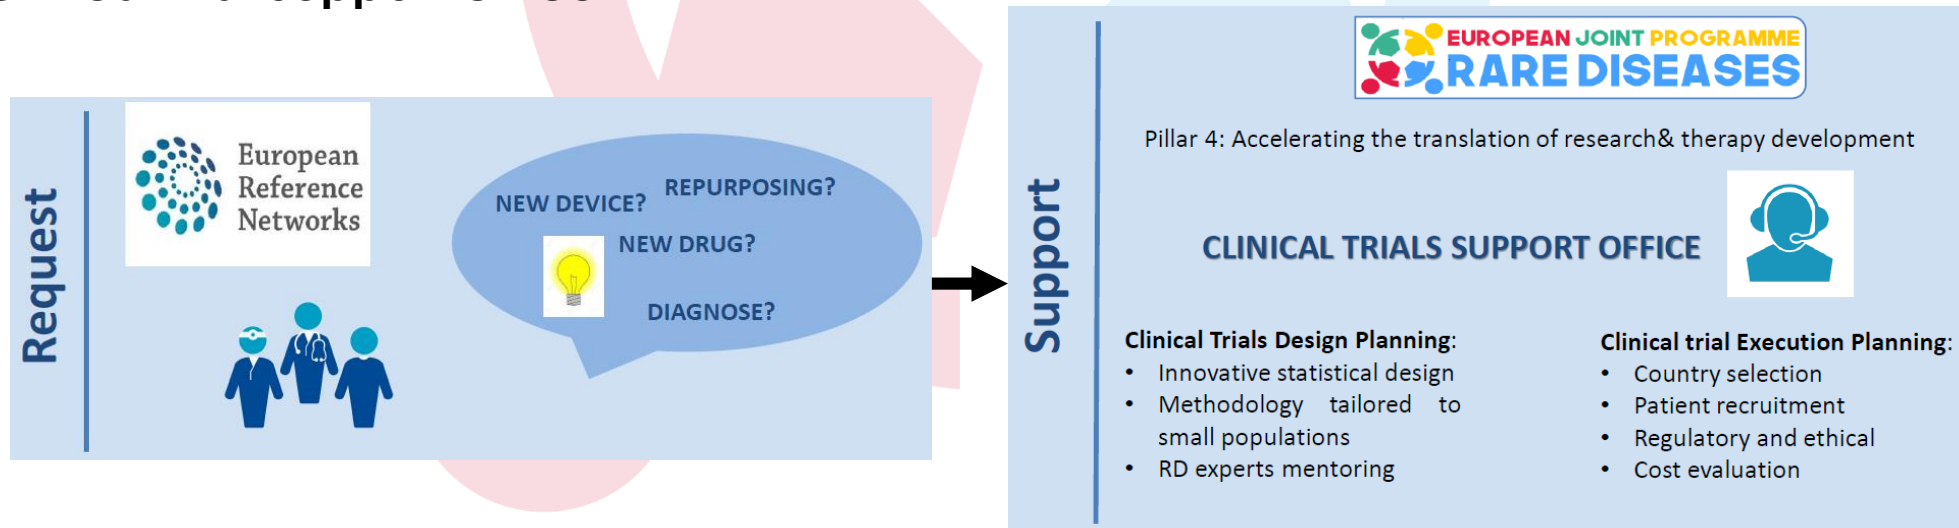 Request
European
Reference
Networks
NEW DEVICE?
REPURPOSING?
NEW DRUG?
DIAGNOSE?
Support
EUROPEAN JOINT PROGRAMME
RARE DISEASES
Pillar 4: Accelerating the translation of research& therapy development
CLINICAL TRIALS SUPPORT OFFICE
Clinical Trials Design Planning:
• Innovative statistical design
• Methodology tailored to
small populations
• RD experts mentoring
Clinical trial Execution Planning:
• Country selection
• Patient recruitment
• Regulatory and ethical
• Cost evaluation